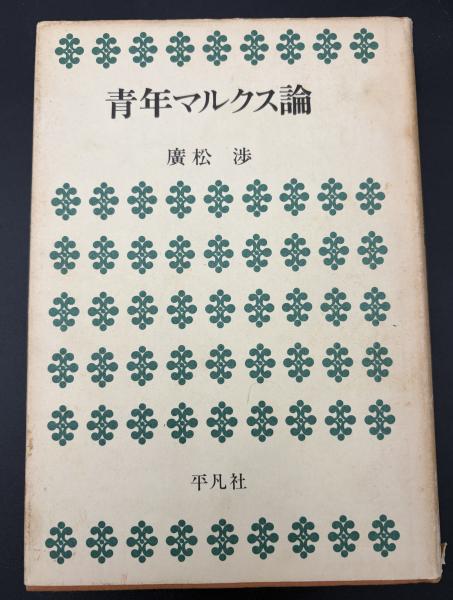 青年マルクス論
廣松 渉
平凡社